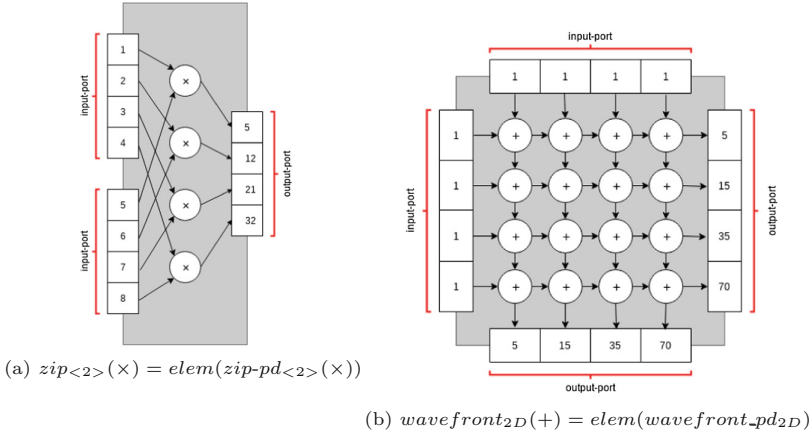 input-port
1
2
3
4
input-port
5
6
7
8
×
×
×
×
5
12
21
32
output-port
(a) zip<2>(×) = elem(zip-pd<2>(×))
input-port
1 1 1 1
input-port
1 + + + + 5
1 + + + + 15
1 + + + + 35
1 + + + + 70
output-port
5 15 35 70
output-port
(b) wavefront2D(+) = elem(wavefront_pd2D)